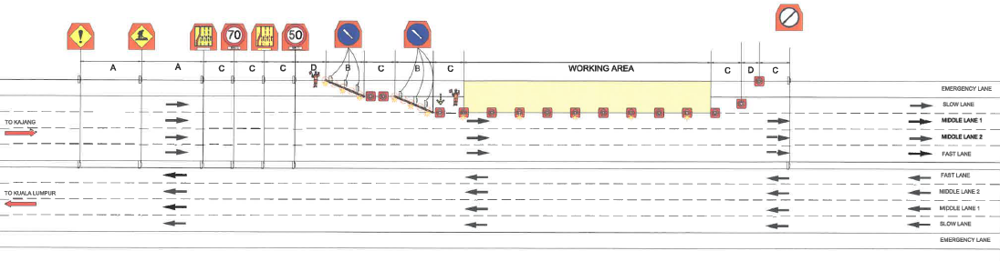 !
70
50
A
A
C
C
C
D
B
C
B
C
WORKING AREA
C
D
C
EMERGENCY LANE
SLOW LANE
TO KAJANG
MIDDLE LANE 1
MIDDLE LANE 2
FAST LANE
FAST LANE
TO KUALA LUMPUR
MIDDLE LANE 2
MIDDLE LANE 1
SLOW LANE
EMERGENCY LANE